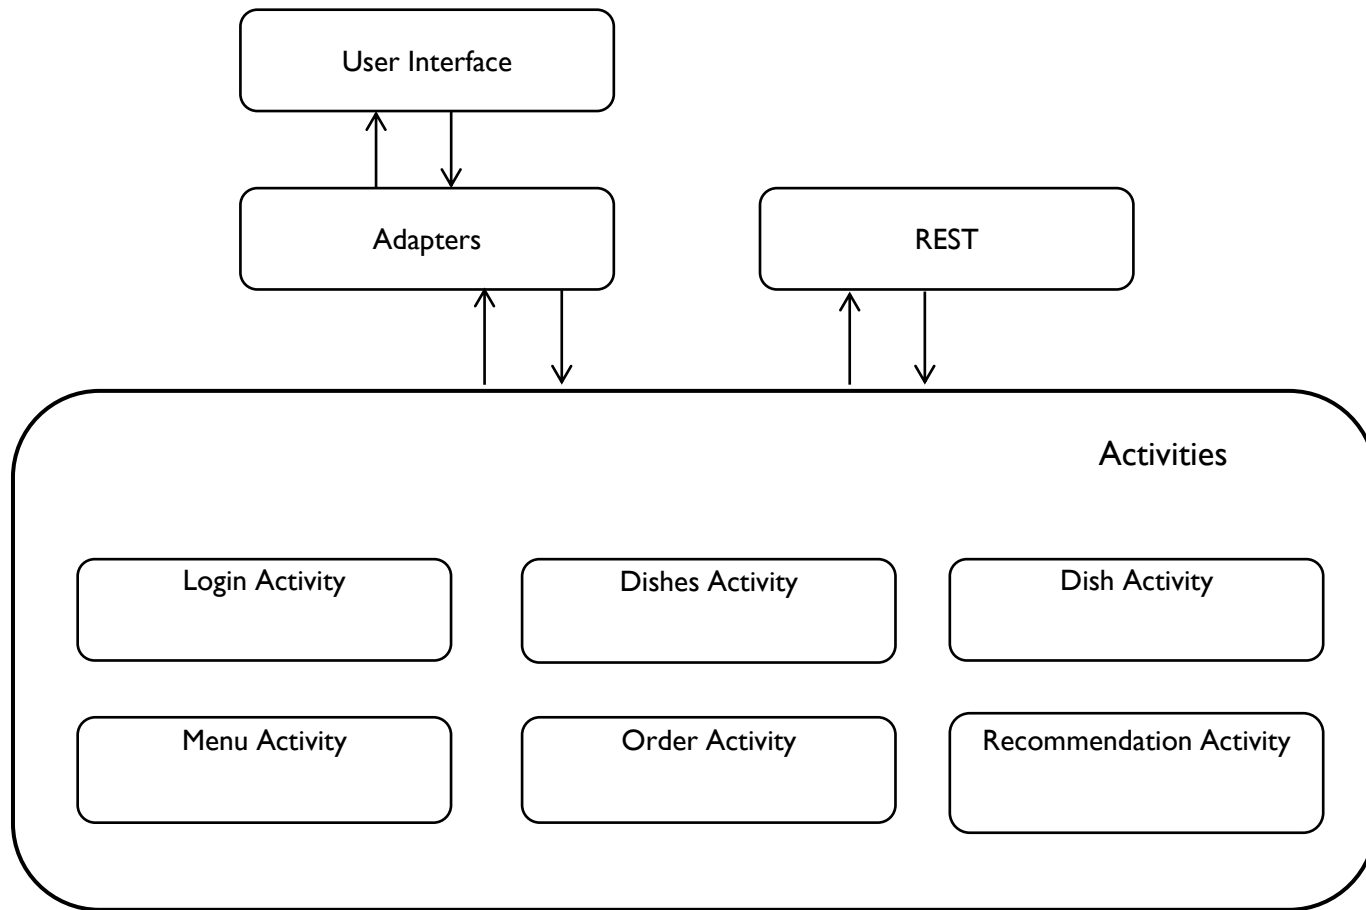 User Interface
Adapters
REST
Activities
Login Activity
Dishes Activity
Dish Activity
Menu Activity
Order Activity
Recommendation Activity